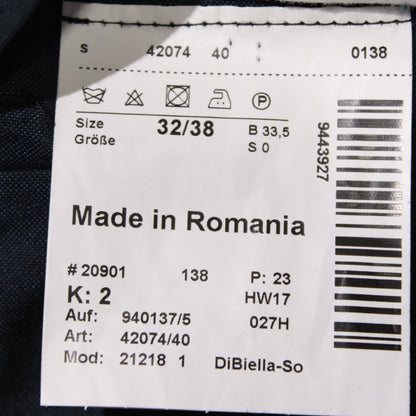 S 42074 40 : 0138
P
Size 32/38 B 33,5
Größe S 0
9443927
Made in Romania
# 20901 138 P: 23
K: 2 HW17
Auf: 940137/5 027H
Art: 42074/40
Mod: 21218 1 DiBiella-So